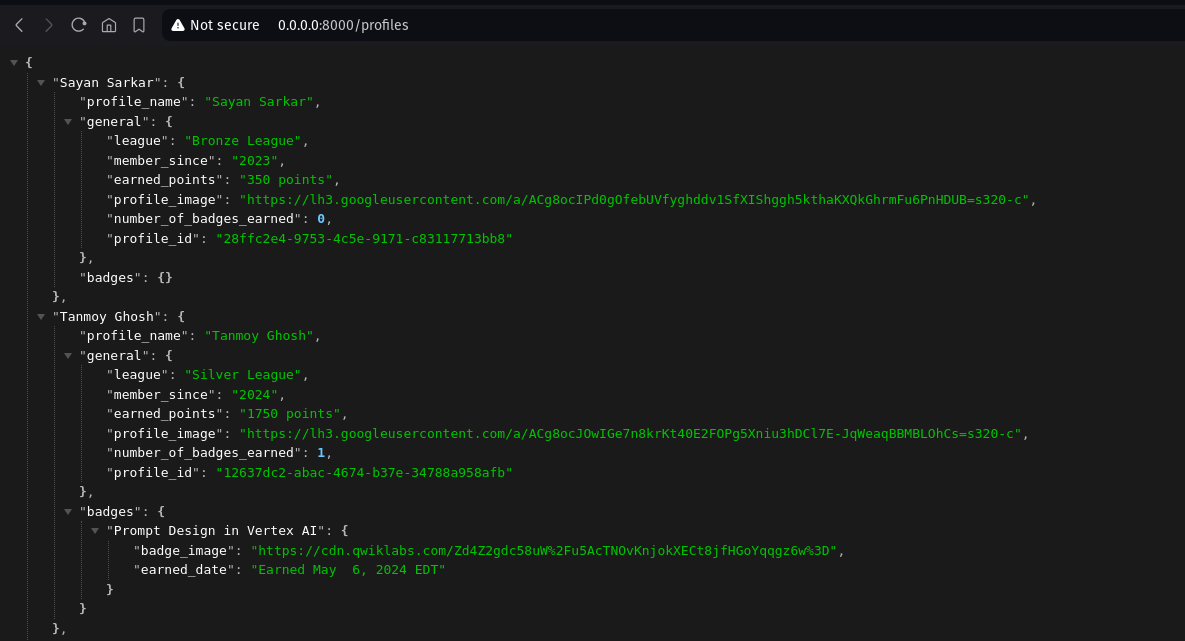 Not secure 0.0.0.0:8000/profiles
{
"Sayan Sarkar": {
"profile_name": "Sayan Sarkar",
"general": {
"league": "Bronze League",
"member_since": "2023",
"earned_points": "350 points",
"profile_image": "https://lh3.googleusercontent.com/a/ACg8ocIPd0gOfebUVfyghddv1SfXIShggh5kthaKXQkGhrmFu6PnHDUB=s320-c",
"number_of_badges_earned": 0,
"profile_id": "28ffc2e4-9753-4c5e-9171-c83117713bb8"
},
"badges": {}
},
"Tanmoy Ghosh": {
"profile_name": "Tanmoy Ghosh",
"general": {
"league": "Silver League",
"member_since": "2024",
"earned_points": "1750 points",
"profile_image": "https://lh3.googleusercontent.com/a/ACg8ocJOwIGe7n8krKt40E2FOPg5Xniu3hDCl7E-JqWeaqBBMBLOhCs=s320-c",
"number_of_badges_earned": 1,
"profile_id": "12637dc2-abac-4674-b37e-34788a958afb"
},
"badges": {
"Prompt Design in Vertex AI": {
"badge_image": "https://cdn.qwiklabs.com/Zd4Z2gdc58uW%2Fu5AcTNOvKnjokXECt8jfHGoYqqgz6w%3D",
"earned_date": "Earned May  6, 2024 EDT"
}
}
},